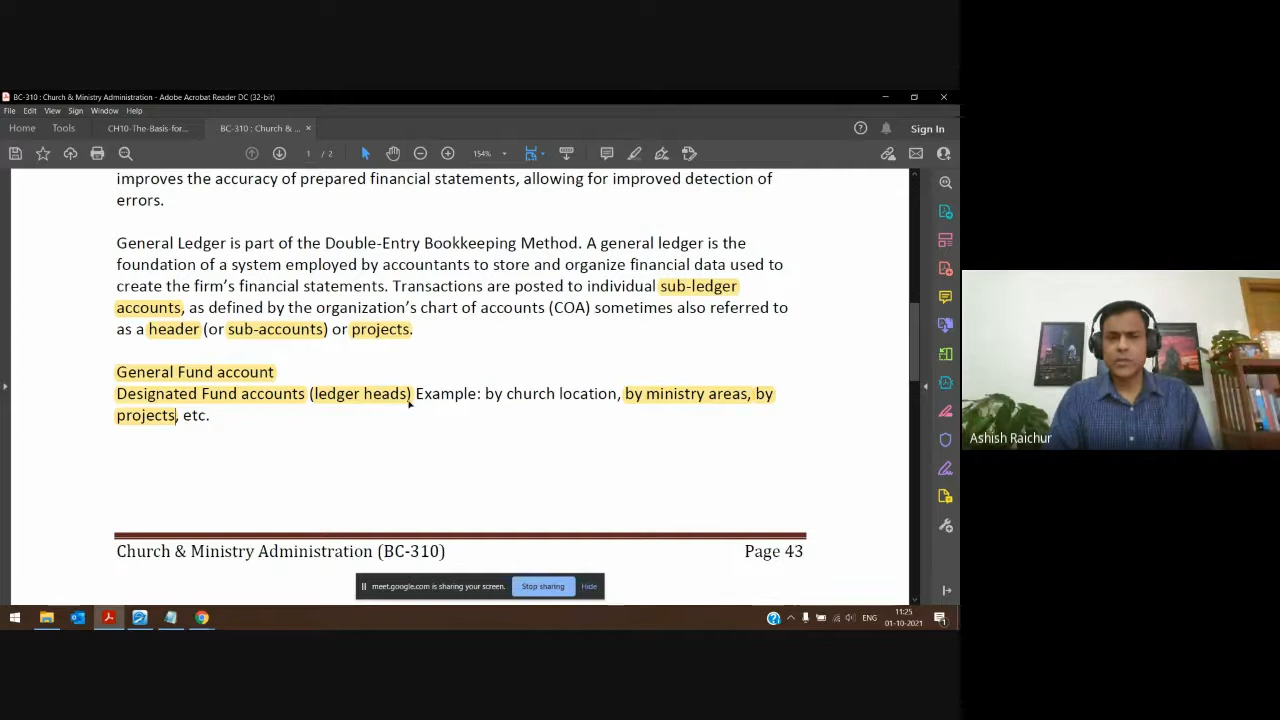 BC-310 : Church & Ministry Administration - Adobe Acrobat Reader DC (32-bit)
File Edit View Sign Window Help
Home Tools CH10-The-Basis-for... BC-310 : Church & ... × Sign In
1 / 2 154%
improves the accuracy of prepared financial statements, allowing for improved detection of
errors.
General Ledger is part of the Double-Entry Bookkeeping Method. A general ledger is the
foundation of a system employed by accountants to store and organize financial data used to
create the firm's financial statements. Transactions are posted to individual sub-ledger
accounts, as defined by the organization's chart of accounts (COA) sometimes also referred to
as a header (or sub-accounts) or projects.
General Fund account
Designated Fund accounts (ledger heads) Example: by church location, by ministry areas, by
projects, etc.
Church & Ministry Administration (BC-310) Page 43
meet.google.com is sharing your screen. Stop sharing Hide
ENG
11:25
01-10-2021
Ashish Raichur